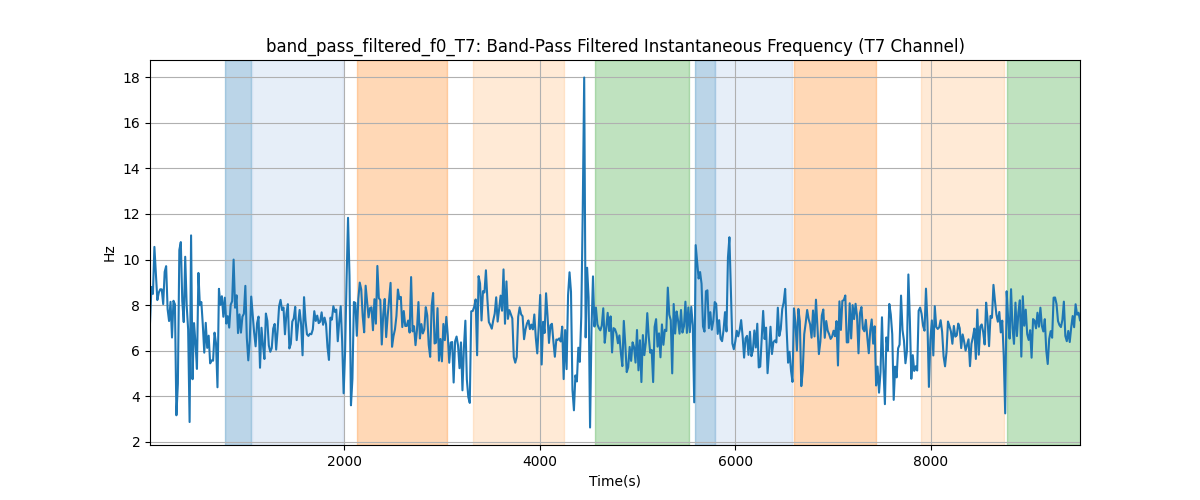 band_pass_filtered_f0_T7: Band-Pass Filtered Instantaneous Frequency (T7 Channel)
18
16
14
12
10
8
6
4
2
Hz
2000 4000 6000 8000
Time(s)